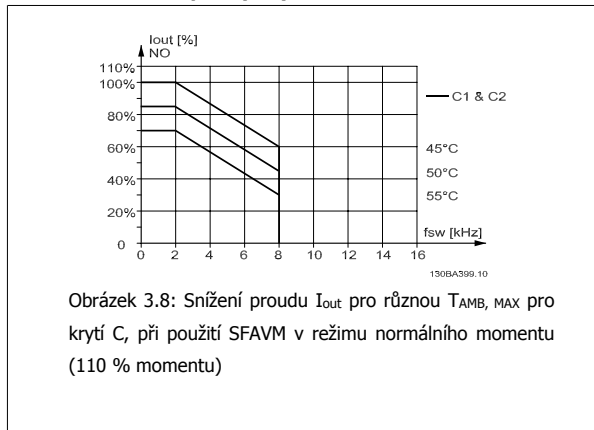 Iout [%]
NO
110%
100%
80%
60%
40%
20%
0
C1 & C2
45°C
50°C
55°C
fsw [kHz]
0 2 4 6 8 10 12 14 16
130BA399.10
Obrázek 3.8: Snížení proudu Iout pro různou TAMB, MAX pro
krytí C, při použití SFAVM v režimu normálního momentu
(110 % momentu)